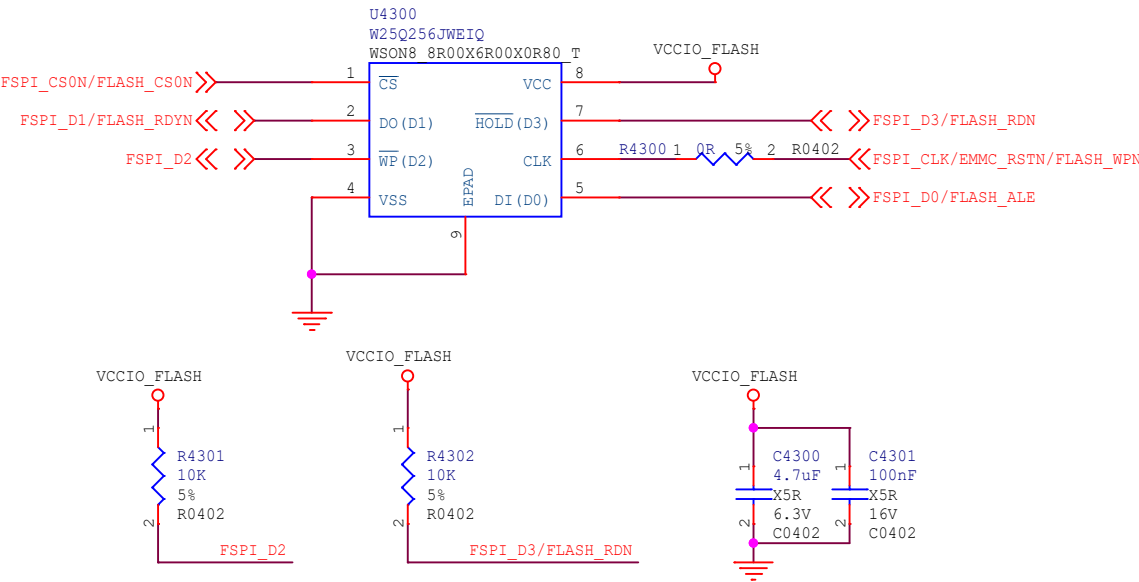 U4300
W25Q256JWEIQ
WSON8_8R00X6R00X0R80_T
VCCIO_FLASH
FSPI_CS0N/FLASH_CS0N
1
CS
VCC
8
FSPI_D1/FLASH_RDYN
2
DO(D1)
HOLD(D3)
7
FSPI_D3/FLASH_RDN
FSPI_D2
3
WP(D2)
CLK
6
R4300 1 0R 5% 2 R0402
FSPI_CLK/EMMC_RSTN/FLASH_WPN
4
VSS
EPAD
DI(D0)
5
FSPI_D0/FLASH_ALE
9
VCCIO_FLASH
1
R4301
10K
5%
R0402
2
FSPI_D2
VCCIO_FLASH
1
R4302
10K
5%
R0402
2
FSPI_D3/FLASH_RDN
VCCIO_FLASH
1
C4300
4.7uF
X5R
6.3V
C0402
2
1
C4301
100nF
X5R
16V
C0402
2